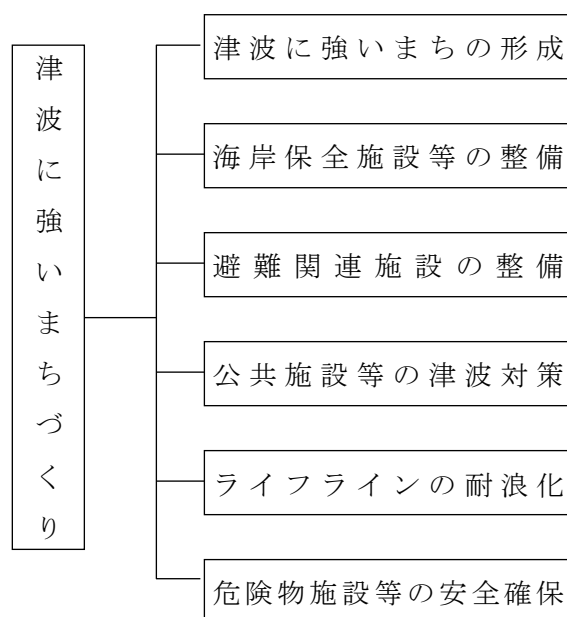 津波に強いまちづくり
津波に強いまちの形成
海岸保全施設等の整備
避難関連施設の整備
公共施設等の津波対策
ライフラインの耐浪化
危険物施設等の安全確保